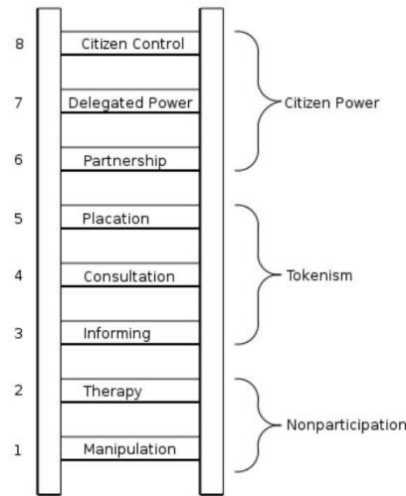 8 Citizen Control
7 Delegated Power
Citizen Power
6 Partnership
5 Placation
4 Consultation
Tokenism
3 Informing
2 Therapy
Nonparticipation
1 Manipulation